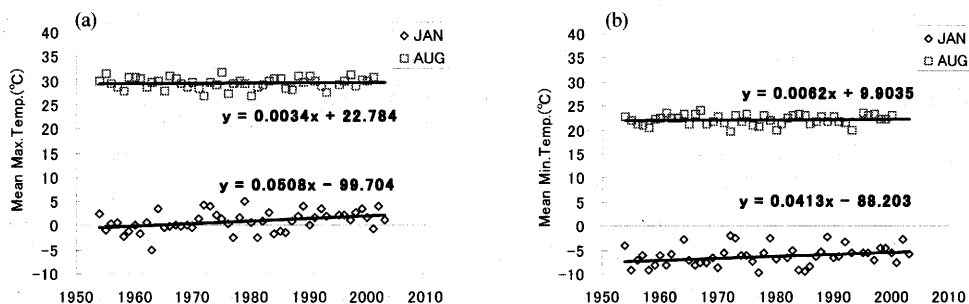 (a)
◇ JAN
□ AUG
Mean Max.Temp.(℃)
40
35
30
25
20
15
10
5
0
−5
−10
y = 0.0034x + 22.784
y = 0.0508x − 99.704
1950 1960 1970 1980 1990 2000 2010
(b)
◇ JAN
□ AUG
Mean Min.Temp.(℃)
40
35
30
25
20
15
10
5
0
−5
−10
y = 0.0062x + 9.9035
y = 0.0413x − 88.203
1950 1960 1970 1980 1990 2000 2010